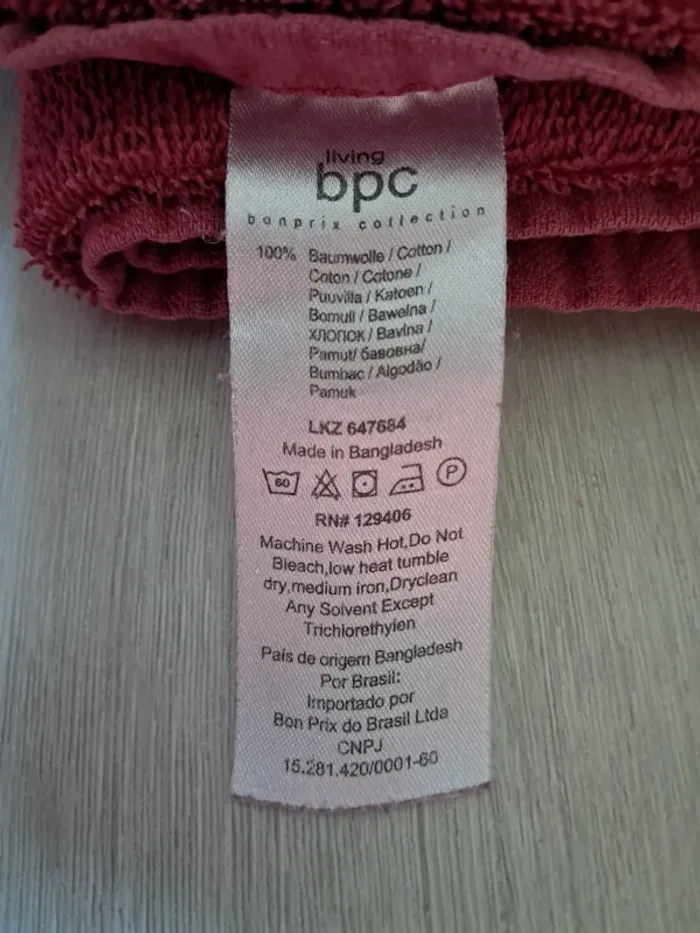 living
bpc
bonprix collection
100% Baumwolle / Cotton /
Coton / Cotone /
Puuvilla / Katoen /
Bomull / Bawełna /
ХЛОПОК / Bavlna /
Pamut/ бавовна/
Bumbac / Algodão /
Pamuk
LKZ 647684
Made in Bangladesh
60 P
RN# 129406
Machine Wash Hot,Do Not
Bleach,low heat tumble
dry,medium iron,Dryclean
Any Solvent Except
Trichlorethylen
País de origem Bangladesh
Por Brasil:
Importado por
Bon Prix do Brasil Ltda
CNPJ
15.281.420/0001-60